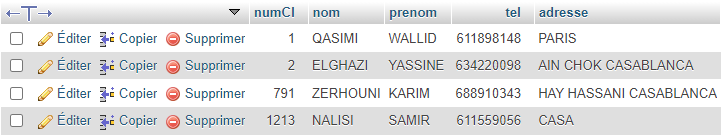 numCl nom prenom tel adresse
Éditer Copier Supprimer 1 QASIMI WALLID 611898148 PARIS
Éditer Copier Supprimer 2 ELGHAZI YASSINE 634220098 AIN CHOK CASABLANCA
Éditer Copier Supprimer 791 ZERHOUNI KARIM 688910343 HAY HASSANI CASABLANCA
Éditer Copier Supprimer 1213 NALISI SAMIR 611559056 CASA